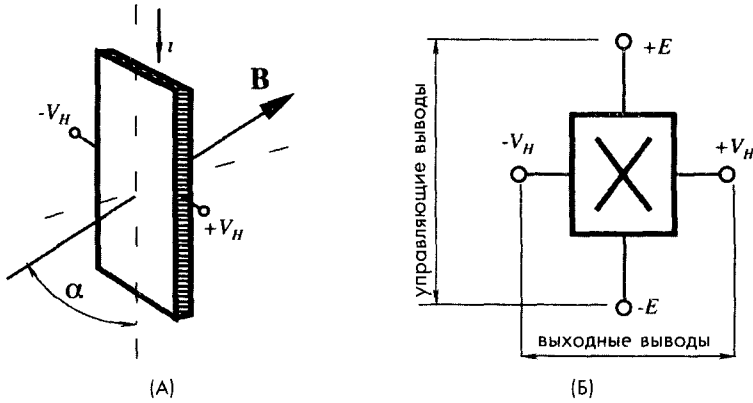 i
B
-V_H
+V_H
α
(А)
+E
-V_H
+V_H
-E
управляющие выводы
выходные выводы
(Б)